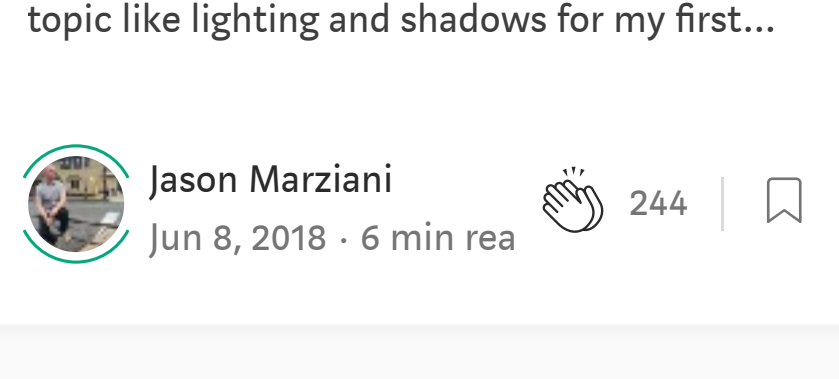 topic like lighting and shadows for my first...
Jason Marziani
244
Jun 8, 2018 · 6 min rea